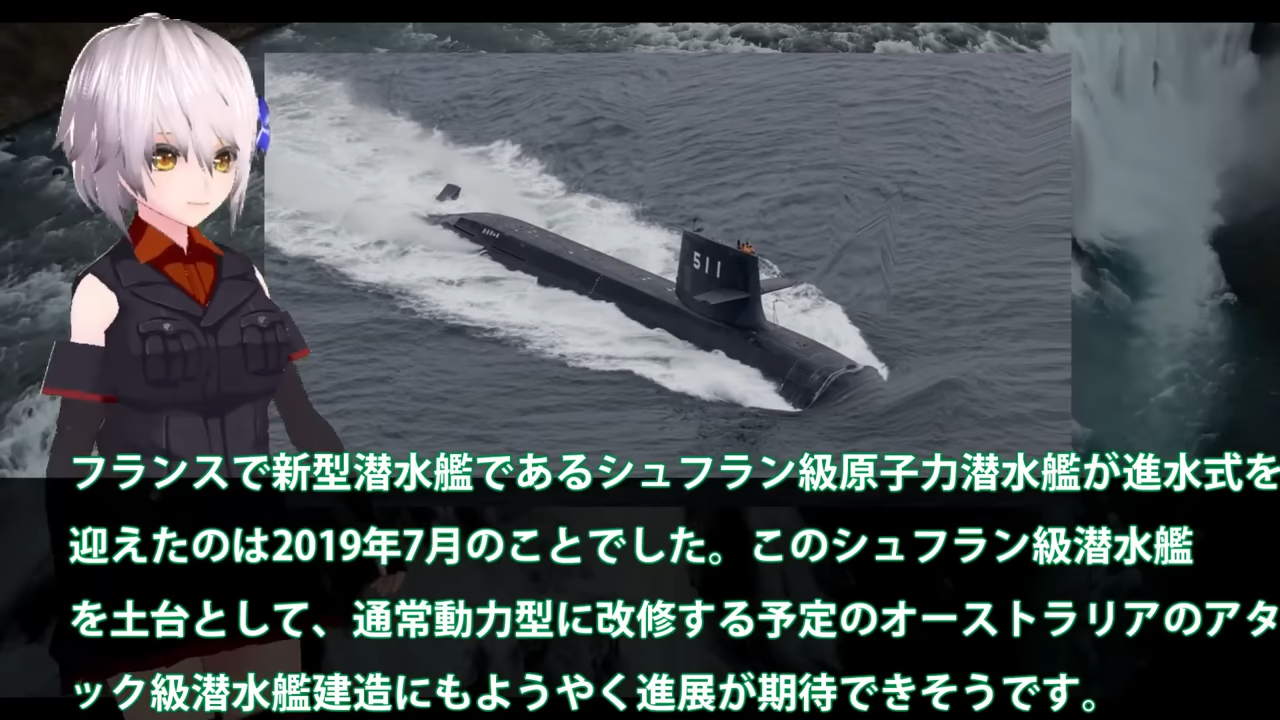 511
フランスで新型潜水艦であるシュフラン級原子力潜水艦が進水式を
迎えたのは2019年7月のことでした。このシュフラン級潜水艦
を土台として、通常動力型に改修する予定のオーストラリアのアタ
ック級潜水艦建造にもようやく進展が期待できそうです。